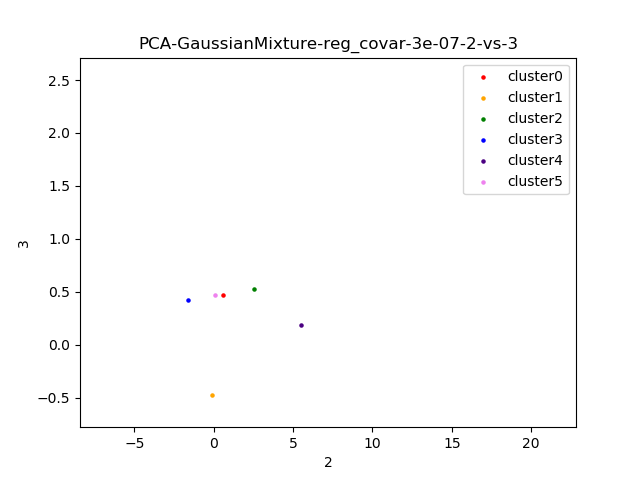 PCA-GaussianMixture-reg_covar-3e-07-2-vs-3
2.5
2.0
1.5
1.0
0.5
0.0
−0.5
3
cluster0
cluster1
cluster2
cluster3
cluster4
cluster5
−5
0
5
10
15
20
2